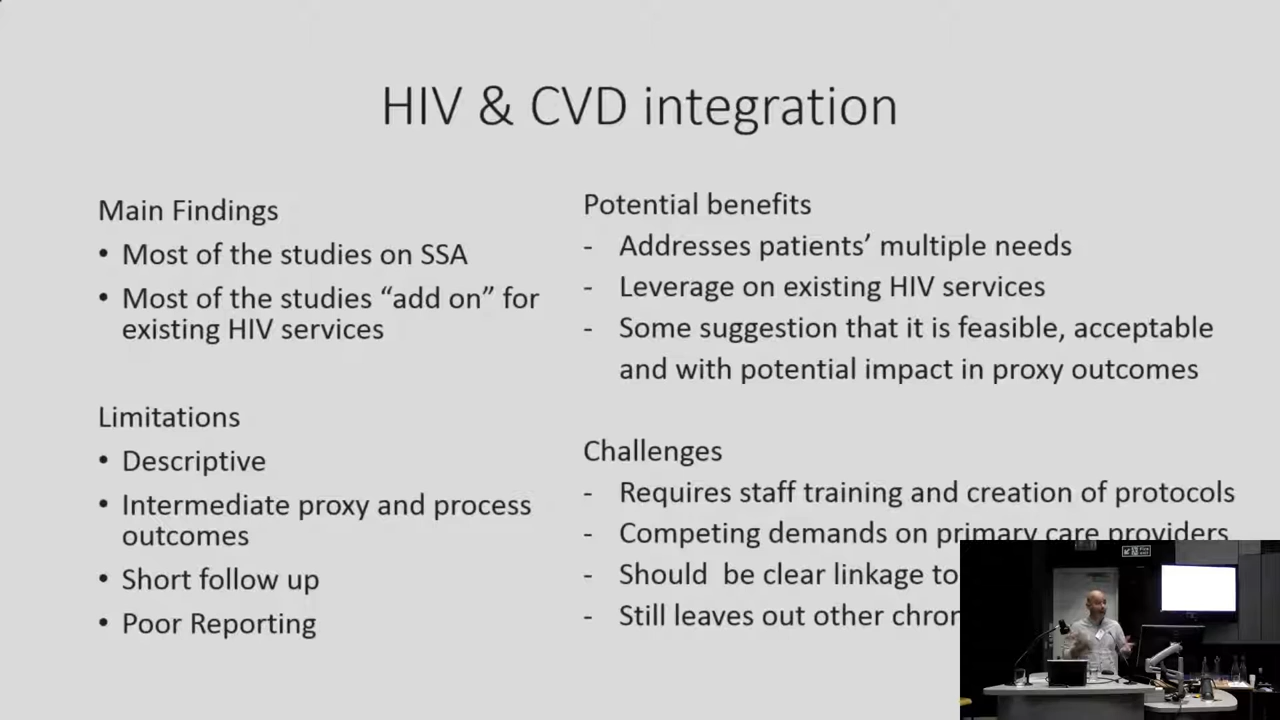 HIV & CVD integration
Main Findings
• Most of the studies on SSA
• Most of the studies “add on” for
existing HIV services
Limitations
• Descriptive
• Intermediate proxy and process
outcomes
• Short follow up
• Poor Reporting
Potential benefits
- Addresses patients’ multiple needs
- Leverage on existing HIV services
- Some suggestion that it is feasible, acceptable
and with potential impact in proxy outcomes
Challenges
- Requires staff training and creation of protocols
- Competing demands on primary care providers
- Should  be clear linkage to
- Still leaves out other